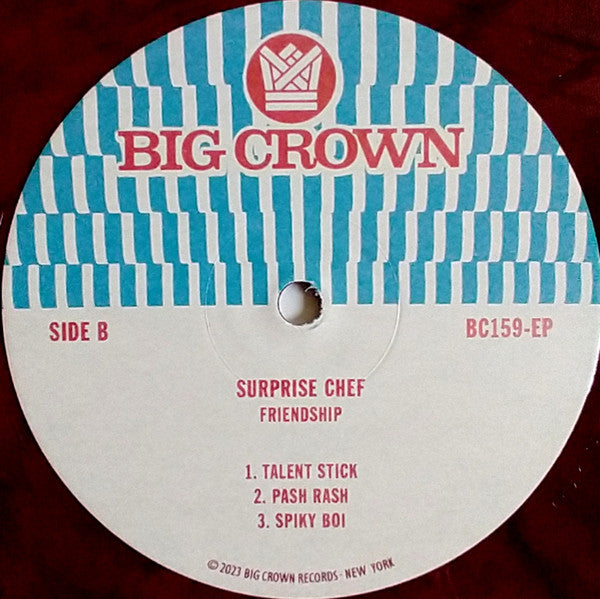 BIG CROWN
SIDE B
BC159-EP
SURPRISE CHEF
FRIENDSHIP
1. TALENT STICK
2. PASH RASH
3. SPIKY BOI
© 2023 BIG CROWN RECORDS - NEW YORK